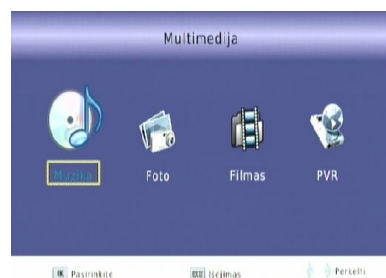 Multimedija
Muzika Foto Filmas PVR
OK Pasirinkite EXIT Išėjimas Perkelti